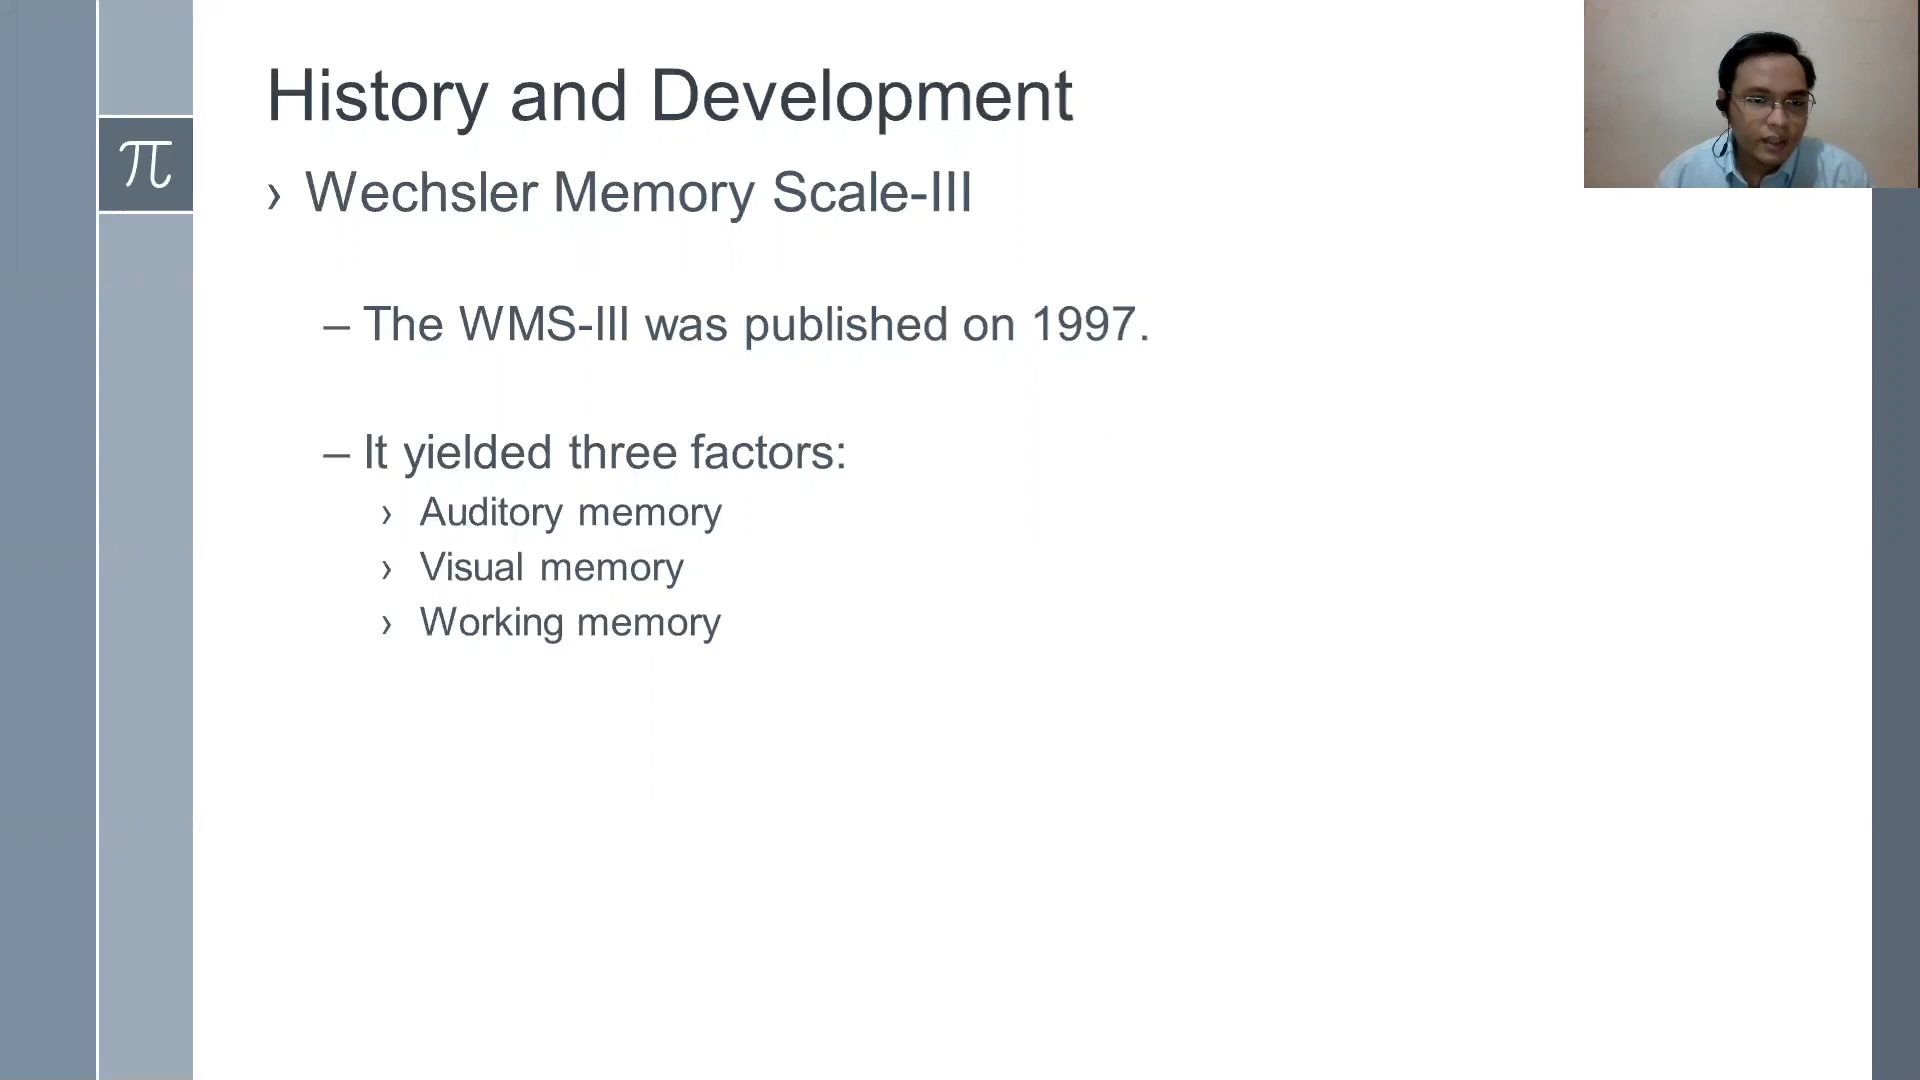 π
History and Development
› Wechsler Memory Scale-III
– The WMS-III was published on 1997.
– It yielded three factors:
› Auditory memory
› Visual memory
› Working memory